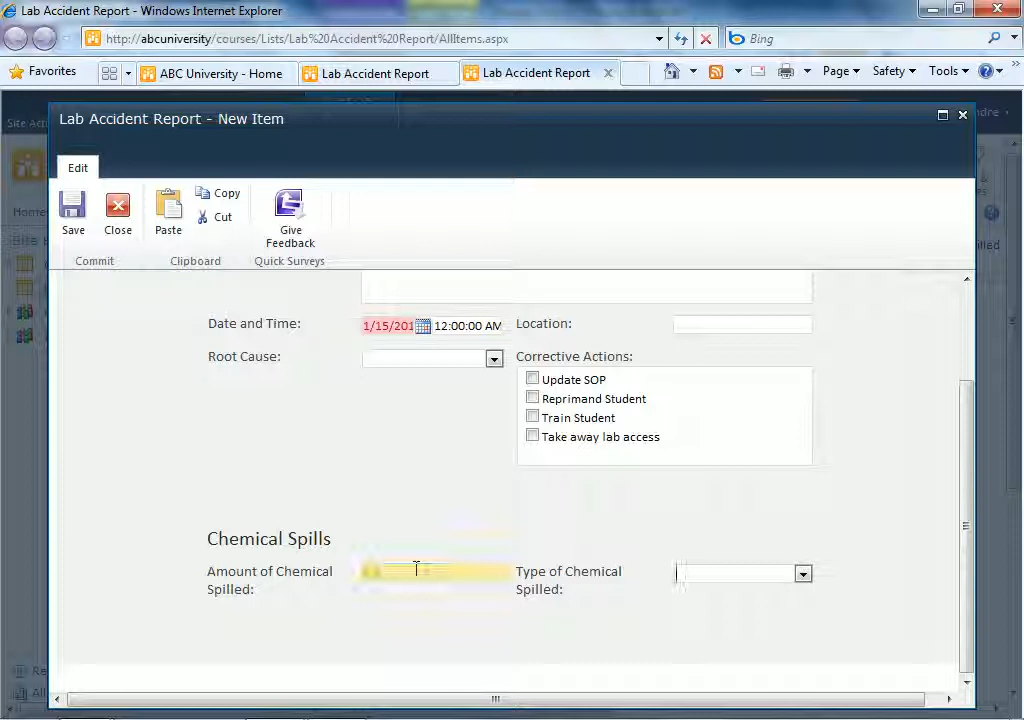 Lab Accident Report - Windows Internet Explorer
http://abcuniversity/courses/Lists/Lab%20Accident%20Report/AllItems.aspx
Bing
Favorites
ABC University - Home
Lab Accident Report
Lab Accident Report
Page
Safety
Tools
Lab Accident Report - New Item
Edit
Save
Close
Paste
Copy
Cut
Give
Feedback
Commit
Clipboard
Quick Surveys
Date and Time:
1/15/201
12:00:00 AM
Location:
Root Cause:
Corrective Actions:
Update SOP
Reprimand Student
Train Student
Take away lab access
Chemical Spills
Amount of Chemical
Spilled:
Type of Chemical
Spilled: